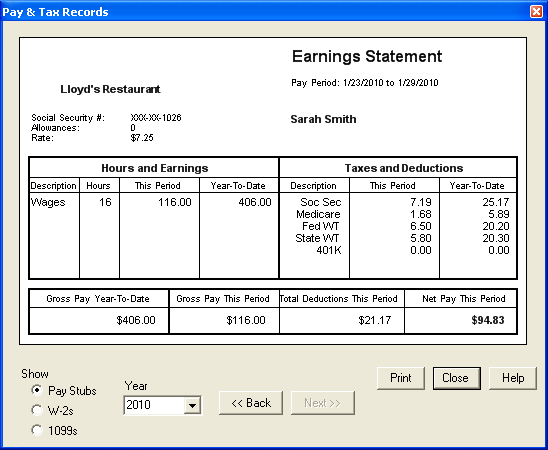 Pay & Tax Records
Earnings Statement
Pay Period: 1/23/2010 to 1/29/2010
Lloyd's Restaurant
Social Security #: XXX-XX-1026
Sarah Smith
Allowances: 0
Rate: $7.25
Hours and Earnings Taxes and Deductions
Description Hours This Period Year-To-Date Description This Period Year-To-Date
Wages 16 116.00 406.00 Soc Sec 7.19 25.17
Medicare 1.68 5.89
Fed WT 6.50 20.20
State WT 5.80 20.30
401K 0.00 0.00
Gross Pay Year-To-Date Gross Pay This Period Total Deductions This Period Net Pay This Period
$406.00 $116.00 $21.17 $94.83
Show
Pay Stubs
W-2s
1099s
Year
2010
<< Back Next >>
Print Close Help